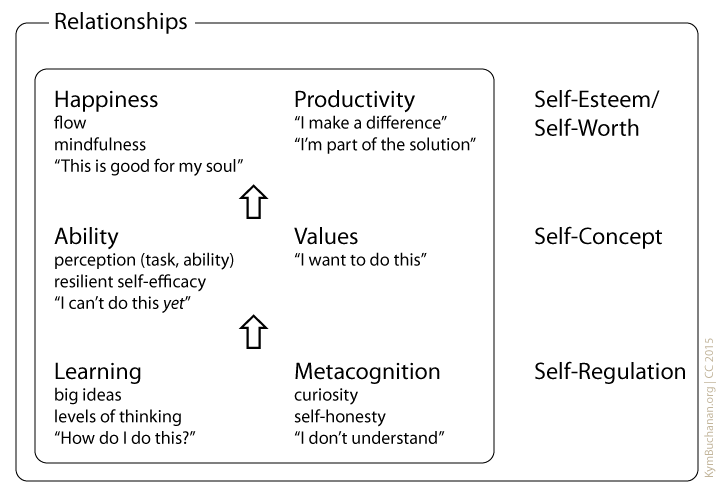 Relationships
Happiness
flow
mindfulness
“This is good for my soul”
Productivity
“I make a difference”
“I’m part of the solution”
Self-Esteem/
Self-Worth
Ability
perception (task, ability)
resilient self-efficacy
“I can’t do this yet”
Values
“I want to do this”
Self-Concept
Learning
big ideas
levels of thinking
“How do I do this?”
Metacognition
curiosity
self-honesty
“I don’t understand”
Self-Regulation
KymBuchanan.org | CC 2015